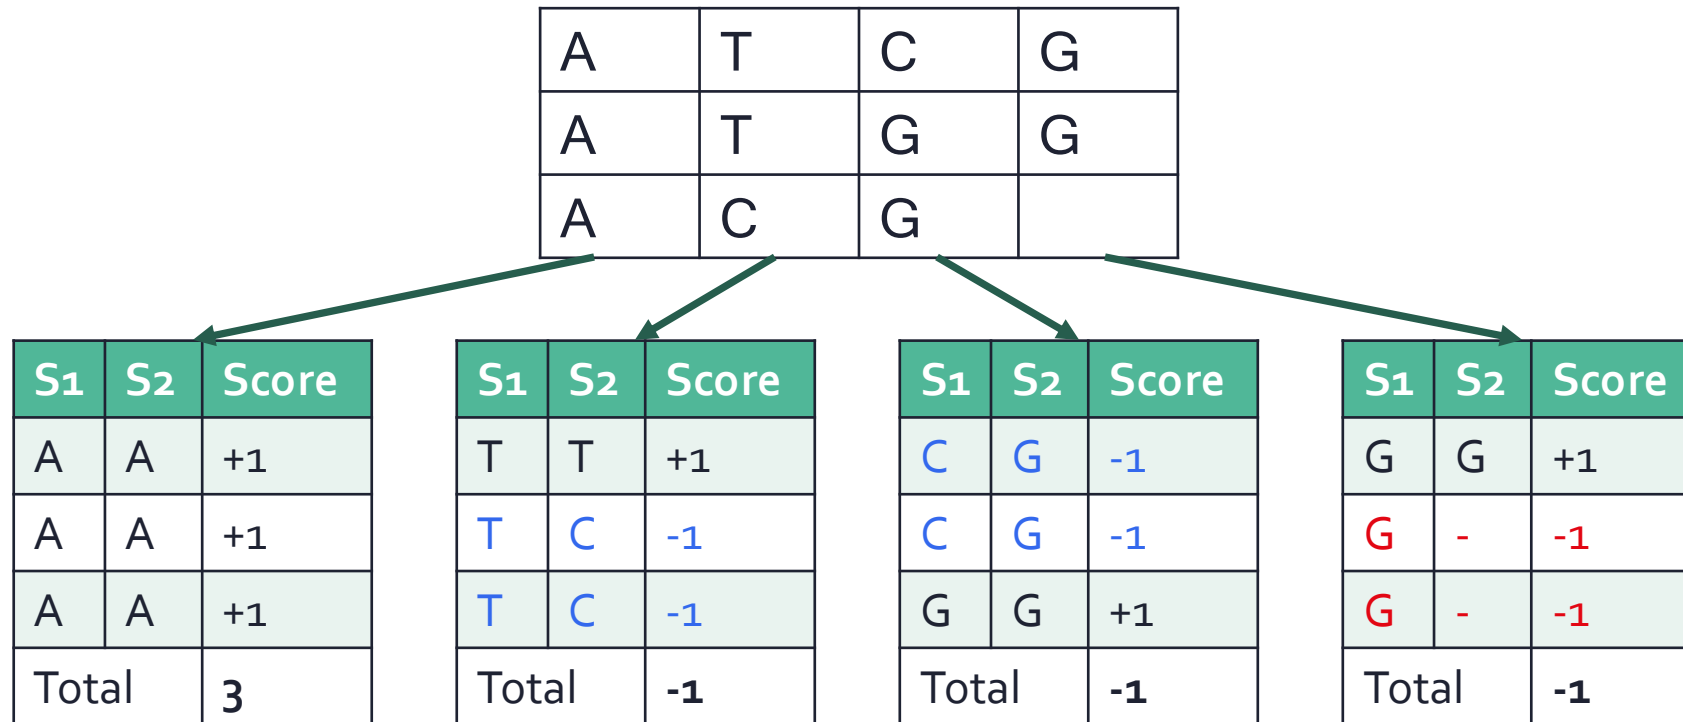 A T C G
A T G G
A C G
S1 S2 Score
A A +1
A A +1
A A +1
Total 3
S1 S2 Score
T T +1
T C -1
T C -1
Total -1
S1 S2 Score
C G -1
C G -1
G G +1
Total -1
S1 S2 Score
G G +1
G - -1
G - -1
Total -1